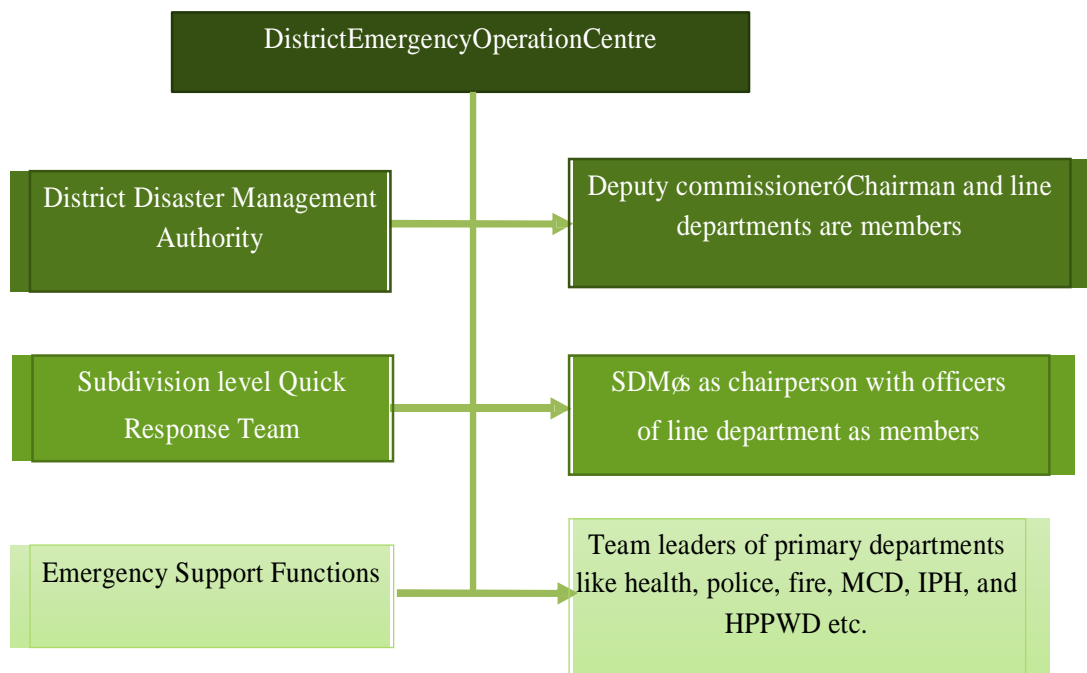 DistrictEmergencyOperationCentre
District Disaster Management
Authority
Deputy commissioneróChairman and line
departments are members
Subdivision level Quick
Response Team
SDMøs as chairperson with officers
of line department as members
Emergency Support Functions
Team leaders of primary departments
like health, police, fire, MCD, IPH, and
HPPWD etc.